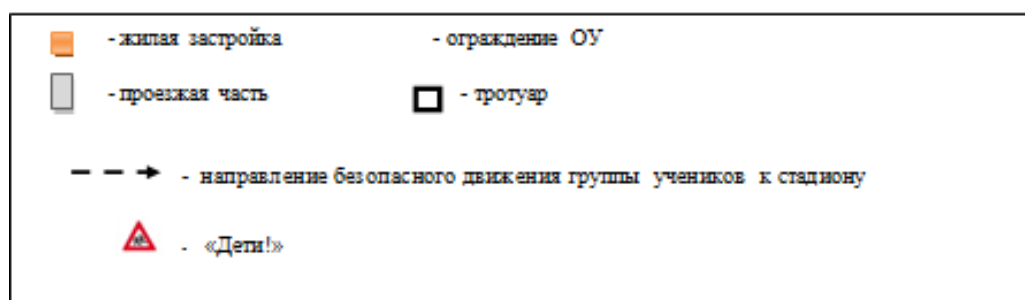 - жилая застройка - ограждение ОУ
- проезжая часть - тротуар
- направление безопасного движения группы учеников к стадиону
- «Дети!»